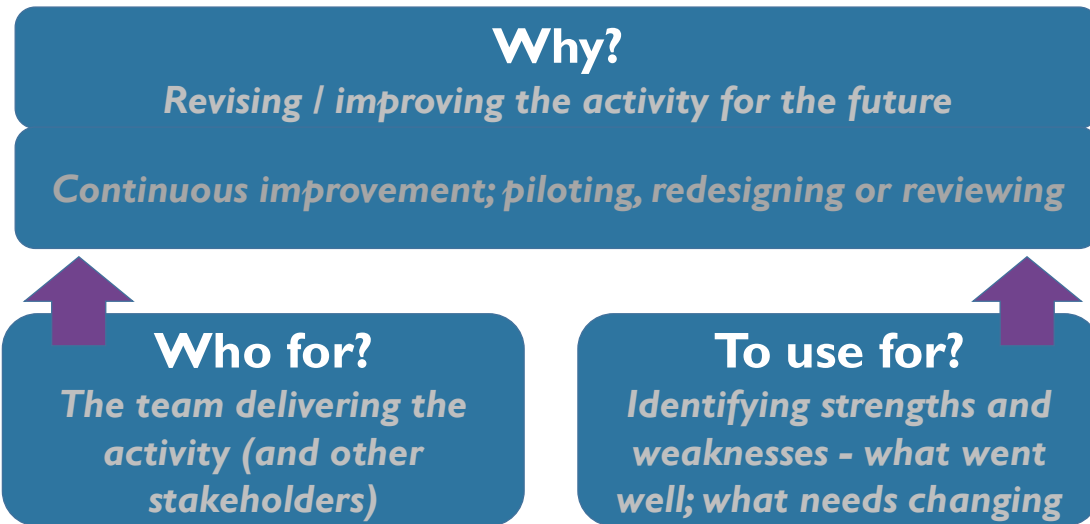 Why?
Revising / improving the activity for the future
Continuous improvement; piloting, redesigning or reviewing
Who for?
The team delivering the
activity (and other
stakeholders)
To use for?
Identifying strengths and
weaknesses - what went
well; what needs changing